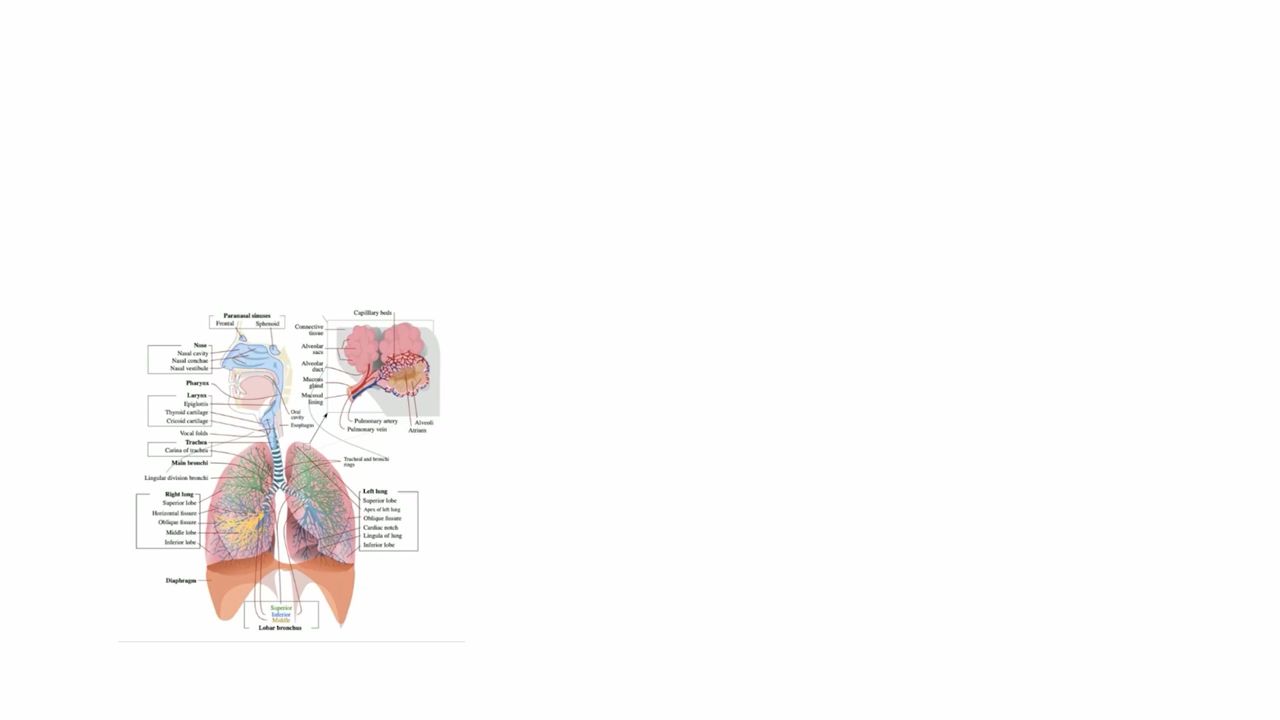 Paranasal sinuses
Frontal
Sphenoid
Nose
Nasal cavity
Nasal conchae
Nasal vestibule
Pharynx
Larynx
Epiglottis
Thyroid cartilage
Cricoid cartilage
Vocal folds
Trachea
Carina of trachea
Main bronchi
Lingular division bronchi
Right lung
Superior lobe
Horizontal fissure
Oblique fissure
Middle lobe
Inferior lobe
Diaphragm
Capillary beds
Connective
tissue
Alveolar
sacs
Alveolar
duct
Mucous
gland
Mucosal
lining
Pulmonary artery
Pulmonary vein
Alveoli
Atrium
Oral
cavity
Esophagus
Tracheal and bronchi
rings
Left lung
Superior lobe
Apex of left lung
Oblique fissure
Cardiac notch
Lingula of lung
Inferior lobe
Superior
Inferior
Middle
Lobar bronchus